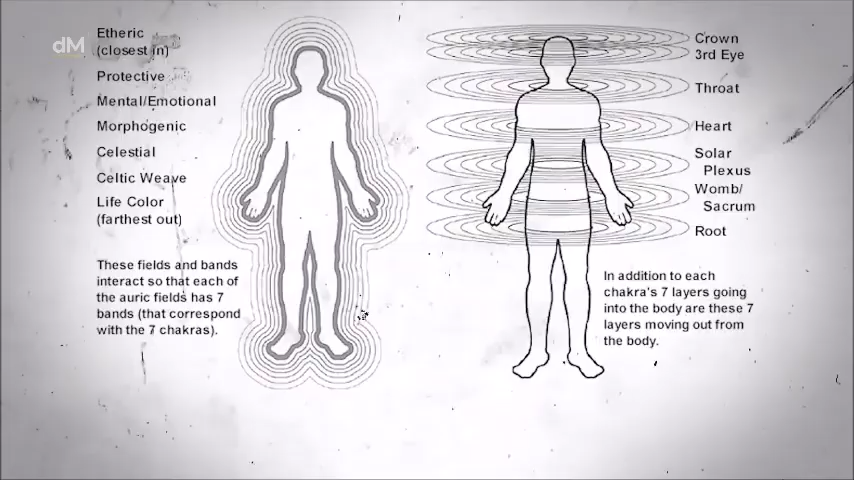 dM
Etheric
(closest in)
Protective
Mental/Emotional
Morphogenic
Celestial
Celtic Weave
Life Color
(farthest out)
These fields and bands
interact so that each of
the auric fields has 7
bands (that correspond
with the 7 chakras).
Crown
3rd Eye
Throat
Heart
Solar
Plexus
Womb/
Sacrum
Root
In addition to each
chakra's 7 layers going
into the body are these 7
layers moving out from
the body.